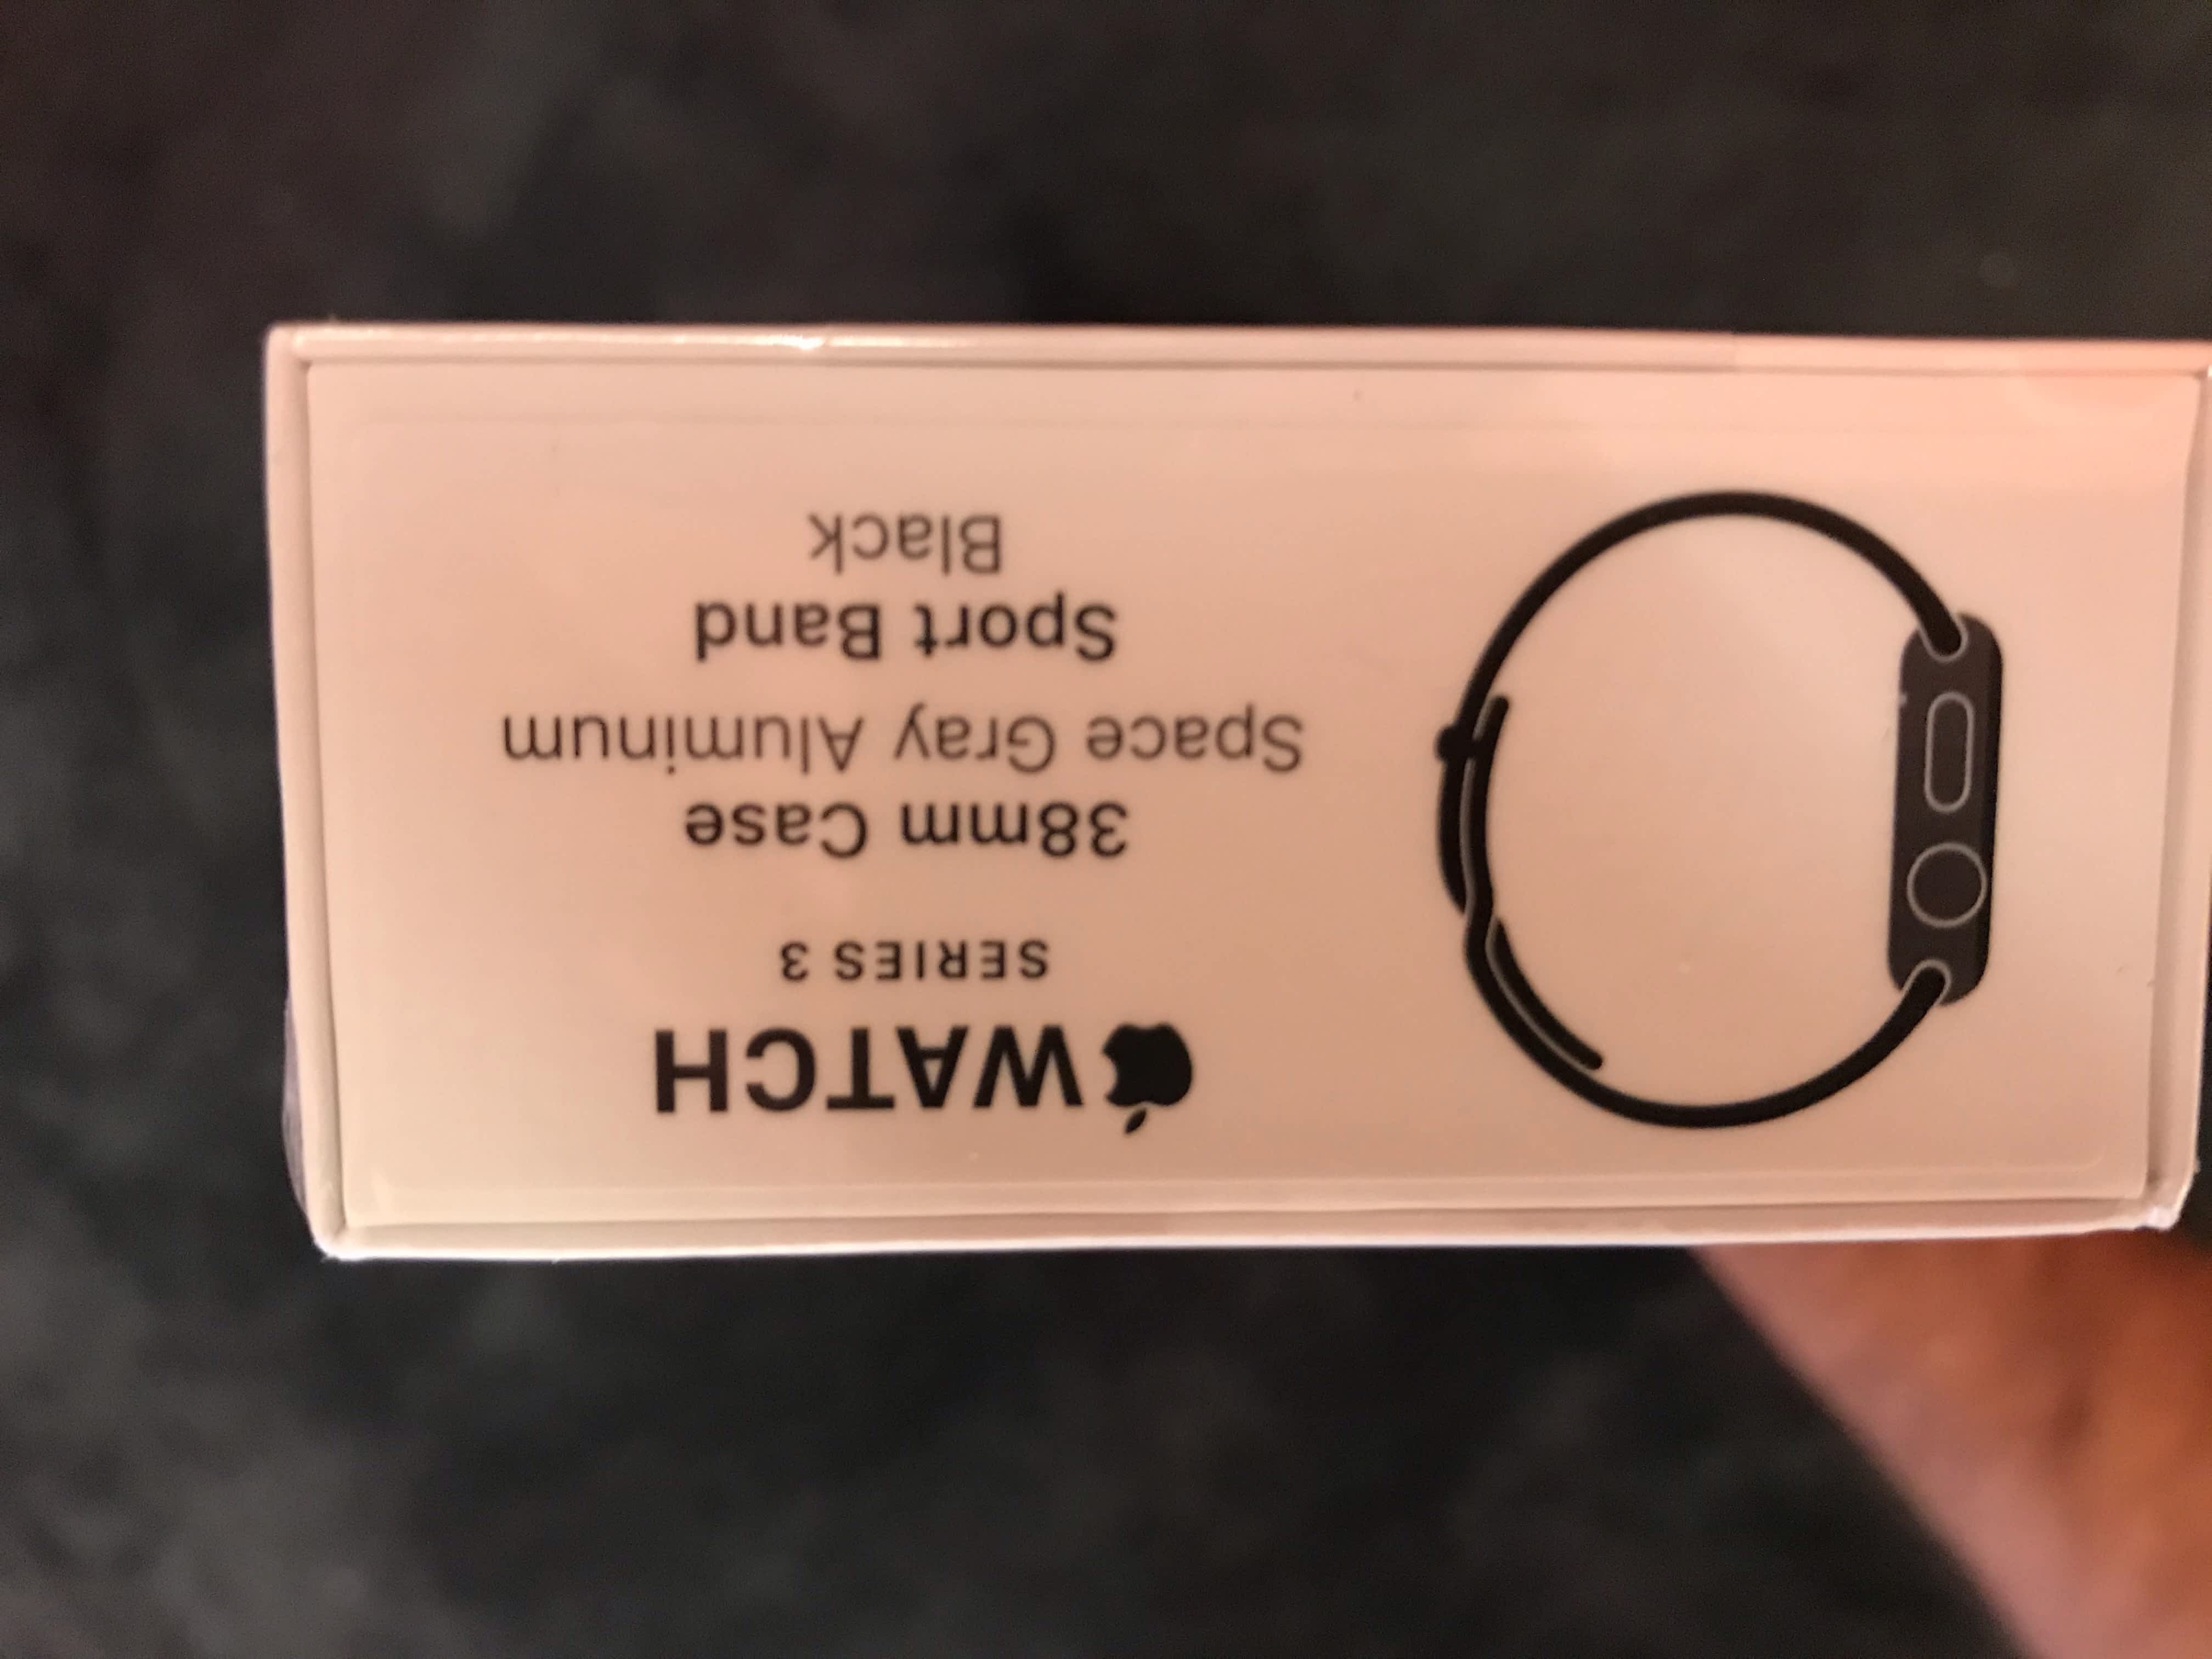 WATCH
SERIES 3
38mm Case
Space Gray Aluminum
Sport Band
Black